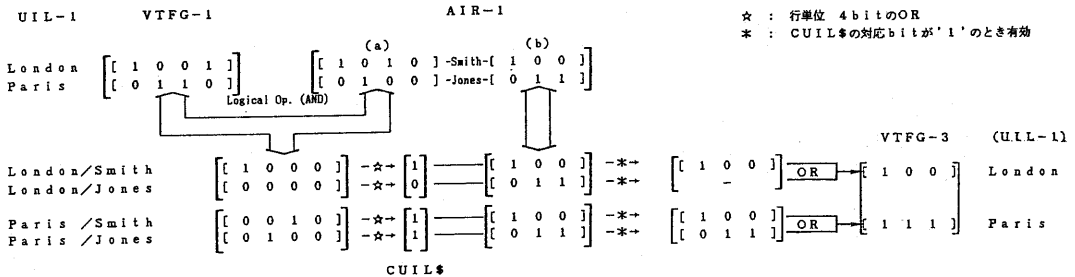 UIL-1 VTFG-1 AIR-1
☆ : 行単位 4bitのOR
* : CUIL$の対応bitが'1'のとき有効
(a) (b)
London [[ 1 0 0 1 ]] [[ 1 0 1 0 ] -Smith-[ 1 0 0 ]]
Paris [[ 0 1 1 0 ]] [[ 0 1 0 0 ] -Jones-[ 0 1 1 ]]
Logical Op. (AND)
VTFG-3 (UIL-1)
London/Smith [[ 1 0 0 0 ]] -☆→ [1] [[ 1 0 0 ]] -*→ [[ 1 0 0 ]] OR [[ 1 0 0 ]] London
London/Jones [[ 0 0 0 0 ]] -☆→ [0] [[ 0 1 1 ]] -*→ -
Paris /Smith [[ 0 0 1 0 ]] -☆→ [1] [[ 1 0 0 ]] -*→ [[ 1 0 0 ]] OR [[ 1 1 1 ]] Paris
Paris /Jones [[ 0 1 0 0 ]] -☆→ [1] [[ 0 1 1 ]] -*→ [[ 0 1 1 ]]
CUIL$